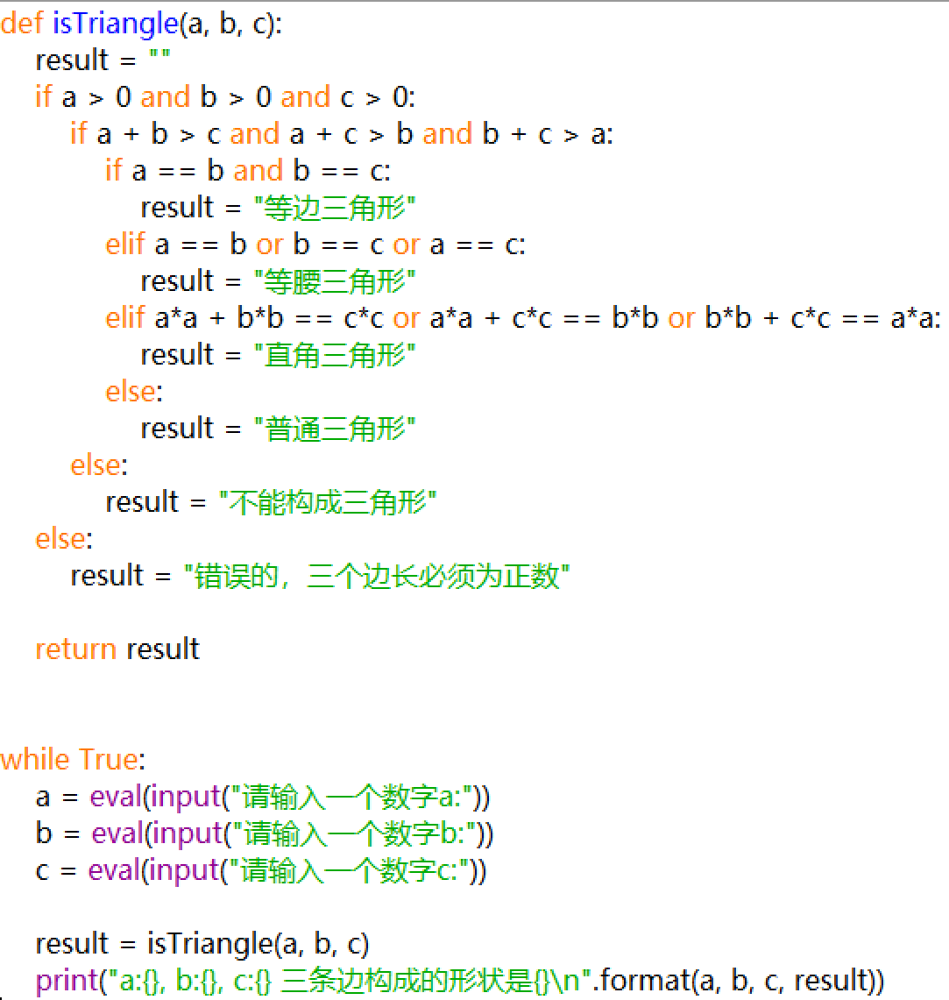 def isTriangle(a, b, c):
    result = ""
    if a > 0 and b > 0 and c > 0:
        if a + b > c and a + c > b and b + c > a:
            if a == b and b == c:
                result = "等边三角形"
            elif a == b or b == c or a == c:
                result = "等腰三角形"
            elif a*a + b*b == c*c or a*a + c*c == b*b or b*b + c*c == a*a:
                result = "直角三角形"
            else:
                result = "普通三角形"
        else:
            result = "不能构成三角形"
    else:
        result = "错误的，三个边长必须为正数"
    return result
while True:
    a = eval(input("请输入一个数字a:"))
    b = eval(input("请输入一个数字b:"))
    c = eval(input("请输入一个数字c:"))
    result = isTriangle(a, b, c)
    print("a:{}, b:{}, c:{} 三条边构成的形状是{}\n".format(a, b, c, result))